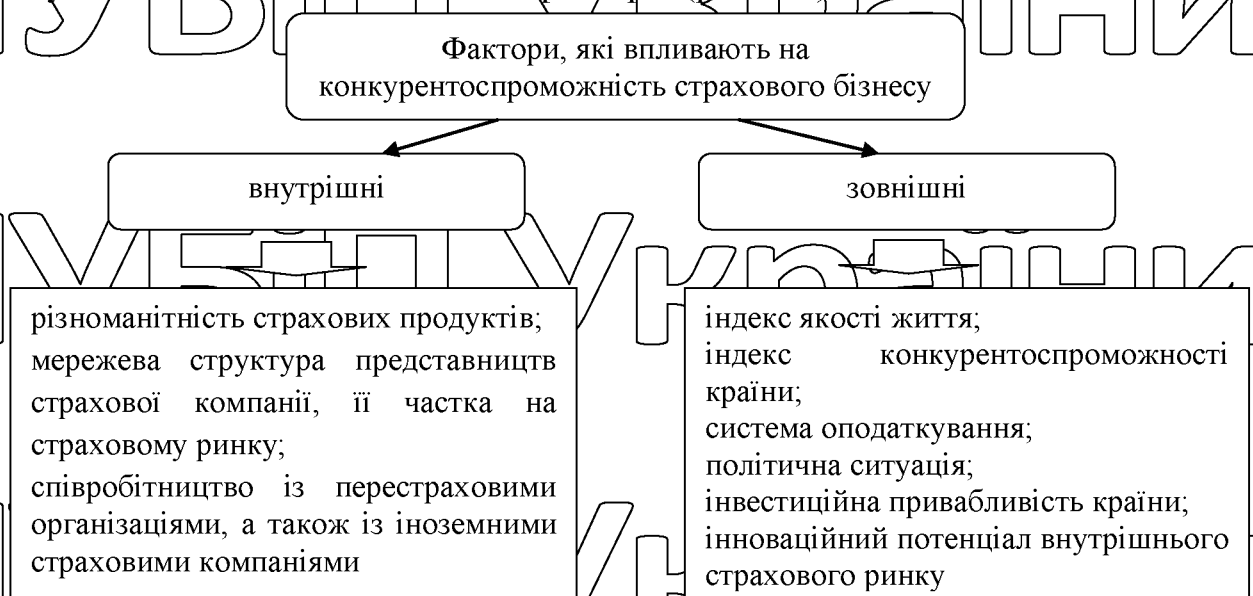 Фактори, які впливають на
конкурентоспроможність страхового бізнесу
внутрішні
зовнішні
різноманітність страхових продуктів;
мережева структура представництв
страхової компанії, її частка на
страховому ринку;
співробітництво із перестраховими
організаціями, а також із іноземними
страховими компаніями
індекс якості життя;
індекс конкурентоспроможності
країни;
система оподаткування;
політична ситуація;
інвестиційна привабливість країни;
інноваційний потенціал внутрішнього
страхового ринку